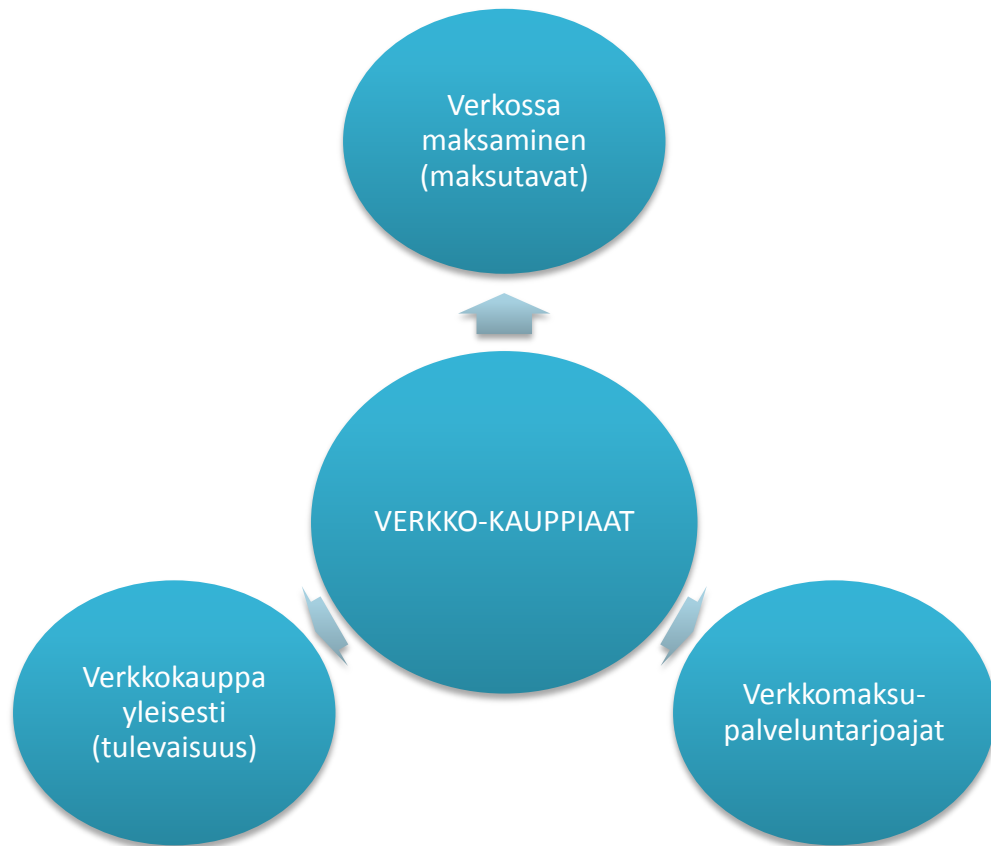 Verkossa
maksaminen
(maksutavat)
VERKKO-KAUPPIAAT
Verkkokauppa
yleisesti
(tulevaisuus)
Verkkomaksu-
palveluntarjoajat